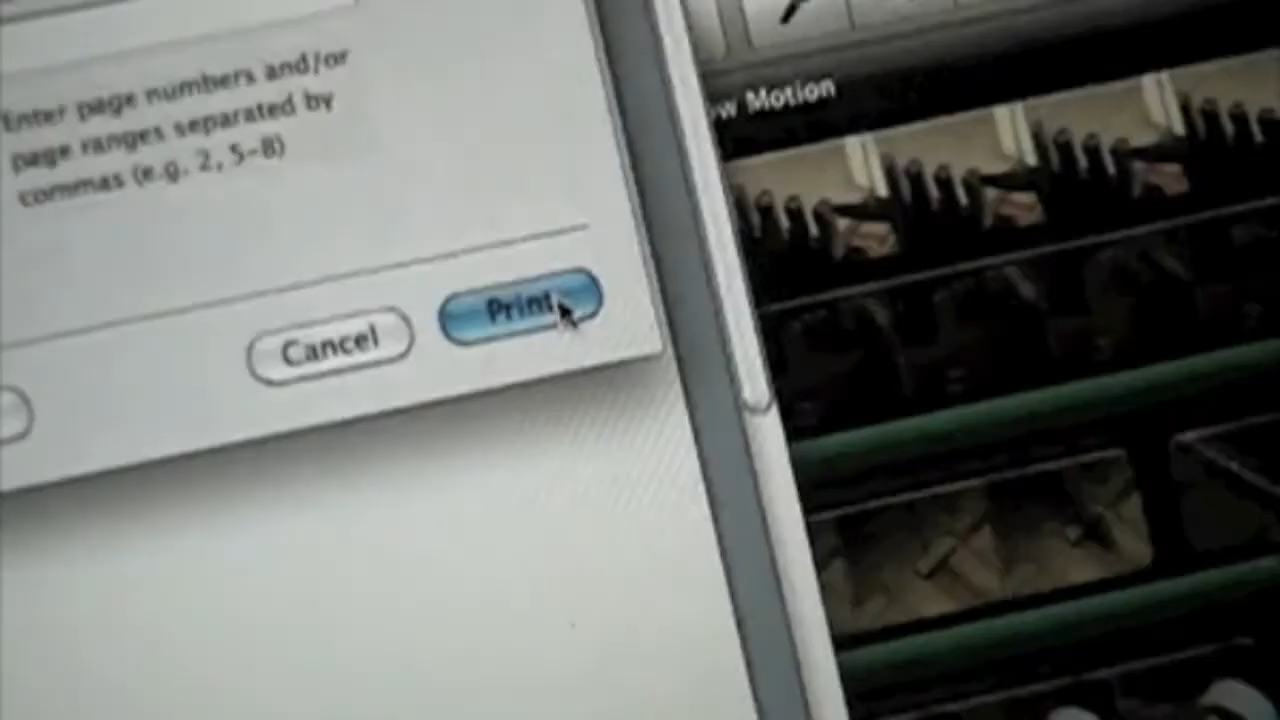 Enter page numbers and/or
page ranges separated by
commas (e.g. 2, 5-8)
Cancel
Print
w Motion